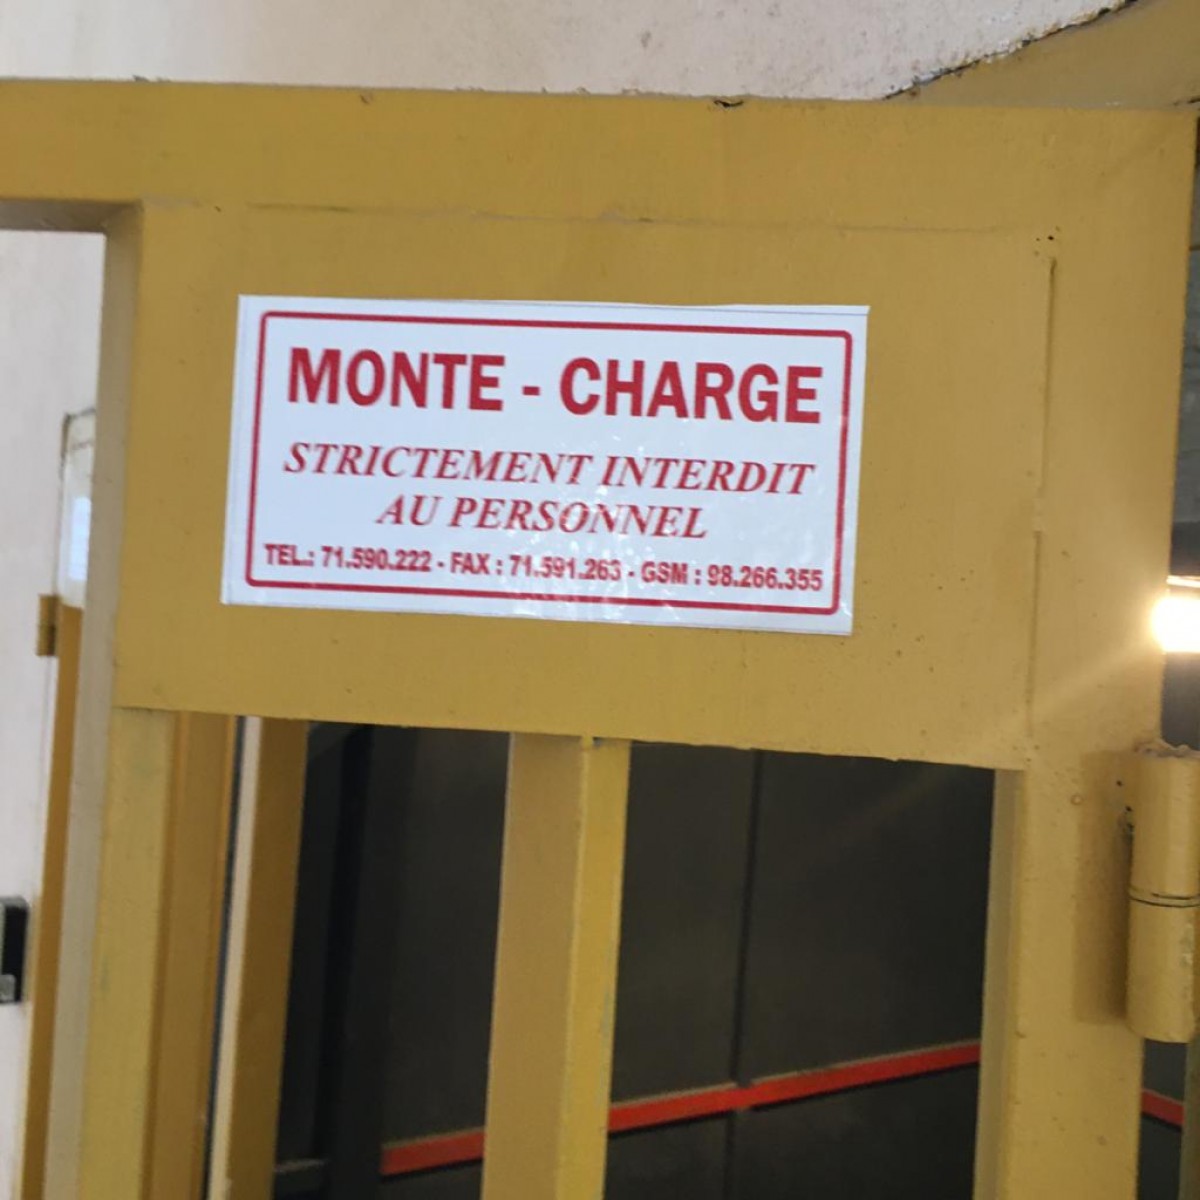 MONTE - CHARGE
STRICTEMENT INTERDIT
AU PERSONNEL
TEL.: 71.590.222 - FAX : 71.591.263 - GSM : 98.266.355